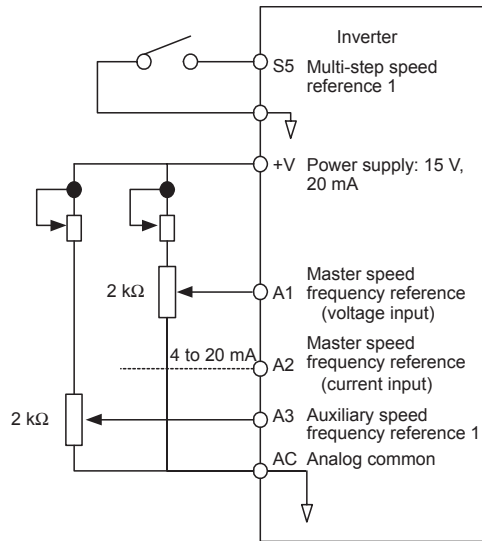 Inverter
S5 Multi-step speed
reference 1
+V Power supply: 15 V,
20 mA
2 kΩ
A1 Master speed
frequency reference
(voltage input)
4 to 20 mA
A2 Master speed
frequency reference
(current input)
2 kΩ
A3 Auxiliary speed
frequency reference 1
AC Analog common